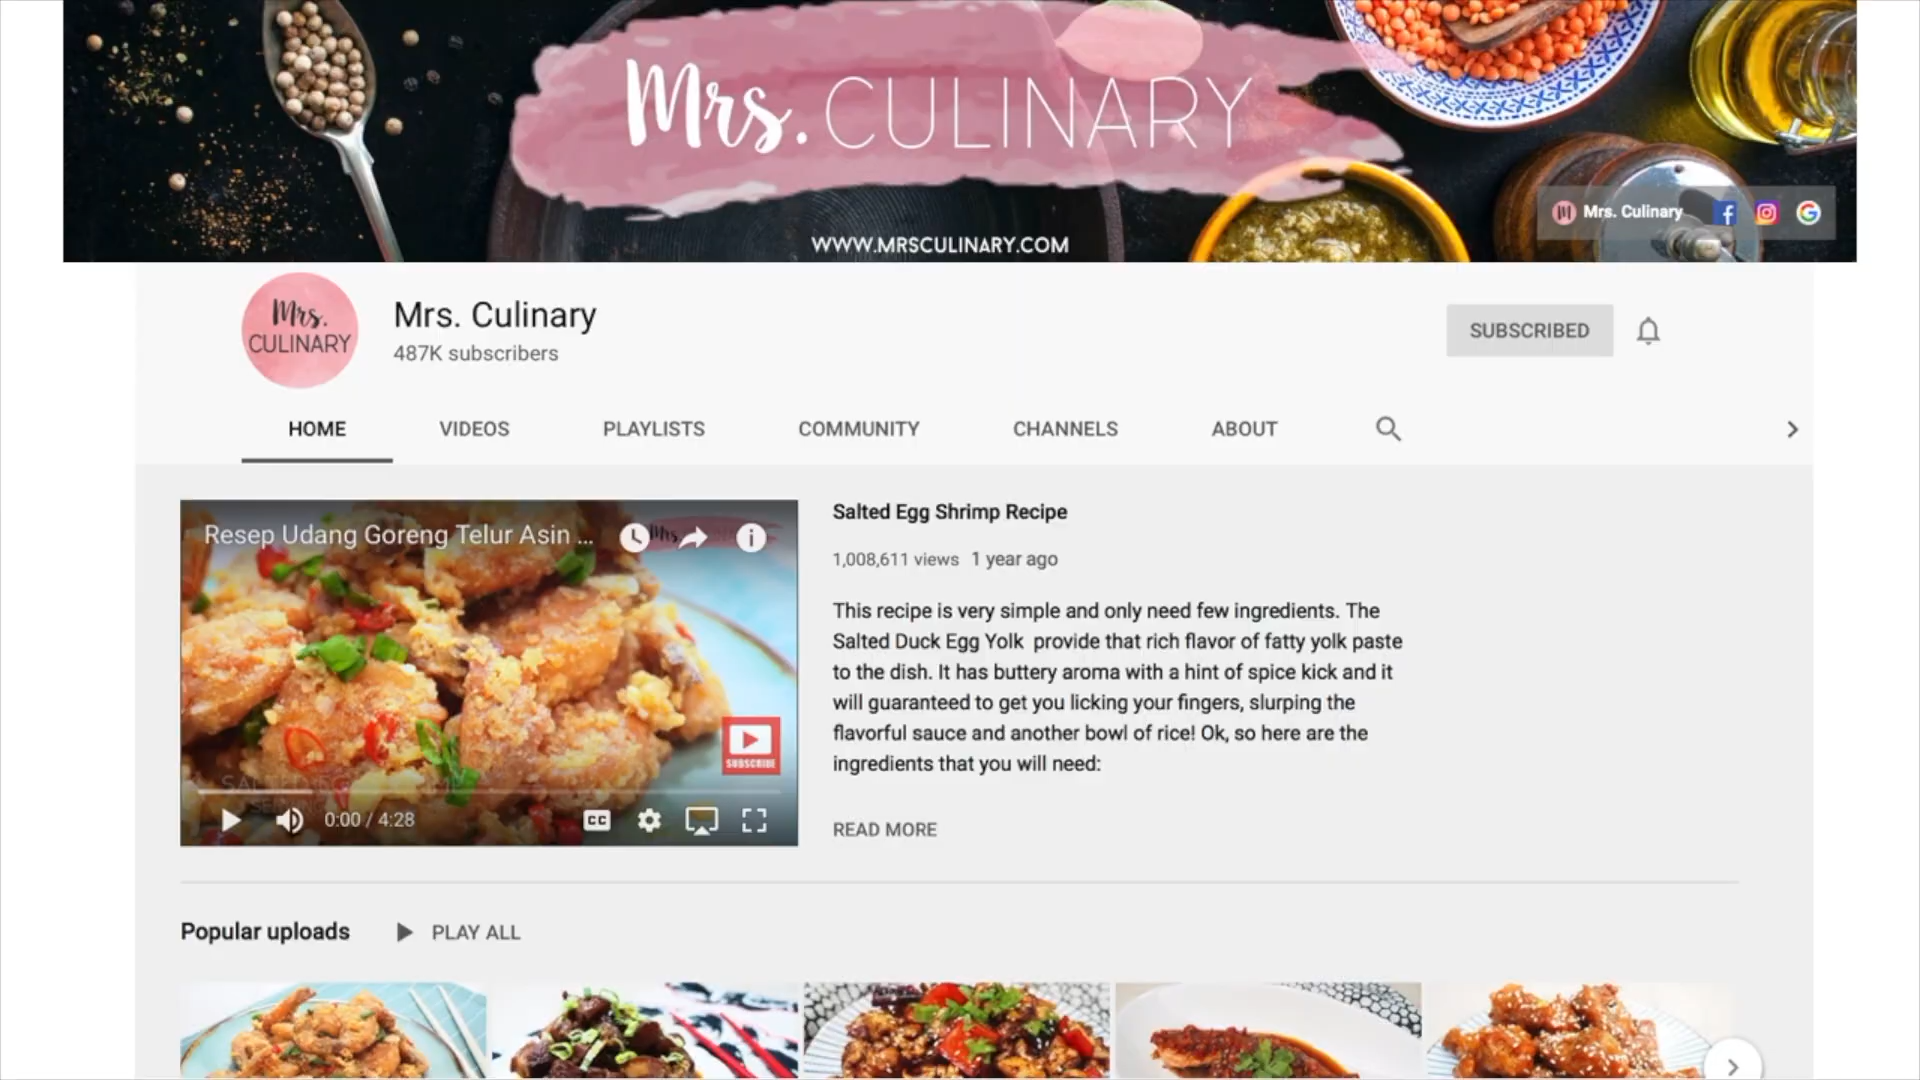 Mrs. CULINARY
WWW.MRSCULINARY.COM
Mrs. Culinary
Mrs.
CULINARY
Mrs. Culinary
487K subscribers
SUBSCRIBED
HOME
VIDEOS
PLAYLISTS
COMMUNITY
CHANNELS
ABOUT
Resep Udang Goreng Telur Asin ...
Mrs.
SUBSCRIBE
0:00 / 4:28
CC
Salted Egg Shrimp Recipe
1,008,611 views 1 year ago
This recipe is very simple and only need few ingredients. The
Salted Duck Egg Yolk provide that rich flavor of fatty yolk paste
to the dish. It has buttery aroma with a hint of spice kick and it
will guaranteed to get you licking your fingers, slurping the
flavorful sauce and another bowl of rice! Ok, so here are the
ingredients that you will need:
READ MORE
Popular uploads
PLAY ALL